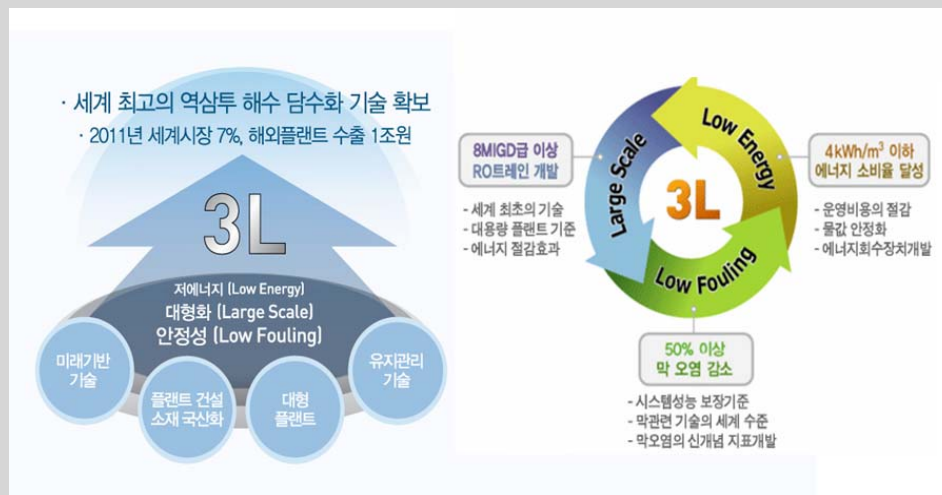 · 세계 최고의 역삼투 해수 담수화 기술 확보
· 2011년 세계시장 7%, 해외플랜트 수출 1조원
3L
저에너지 (Low Energy)
대형화 (Large Scale)
안정성 (Low Fouling)
미래기반
기술
플랜트 건설
소재 국산화
대형
플랜트
유지관리
기술
Large Scale
Low Energy
Low Fouling
3L
8MIGD급 이상
RO트레인 개발
- 세계 최초의 기술
- 대용량 플랜트 기준
- 에너지 절감효과
4kWh/m³ 이하
에너지 소비율 달성
- 운영비용의 절감
- 물값 안정화
- 에너지회수장치개발
50% 이상
막 오염 감소
- 시스템성능 보장기준
- 막관련 기술의 세계 수준
- 막오염의 신개념 지표개발